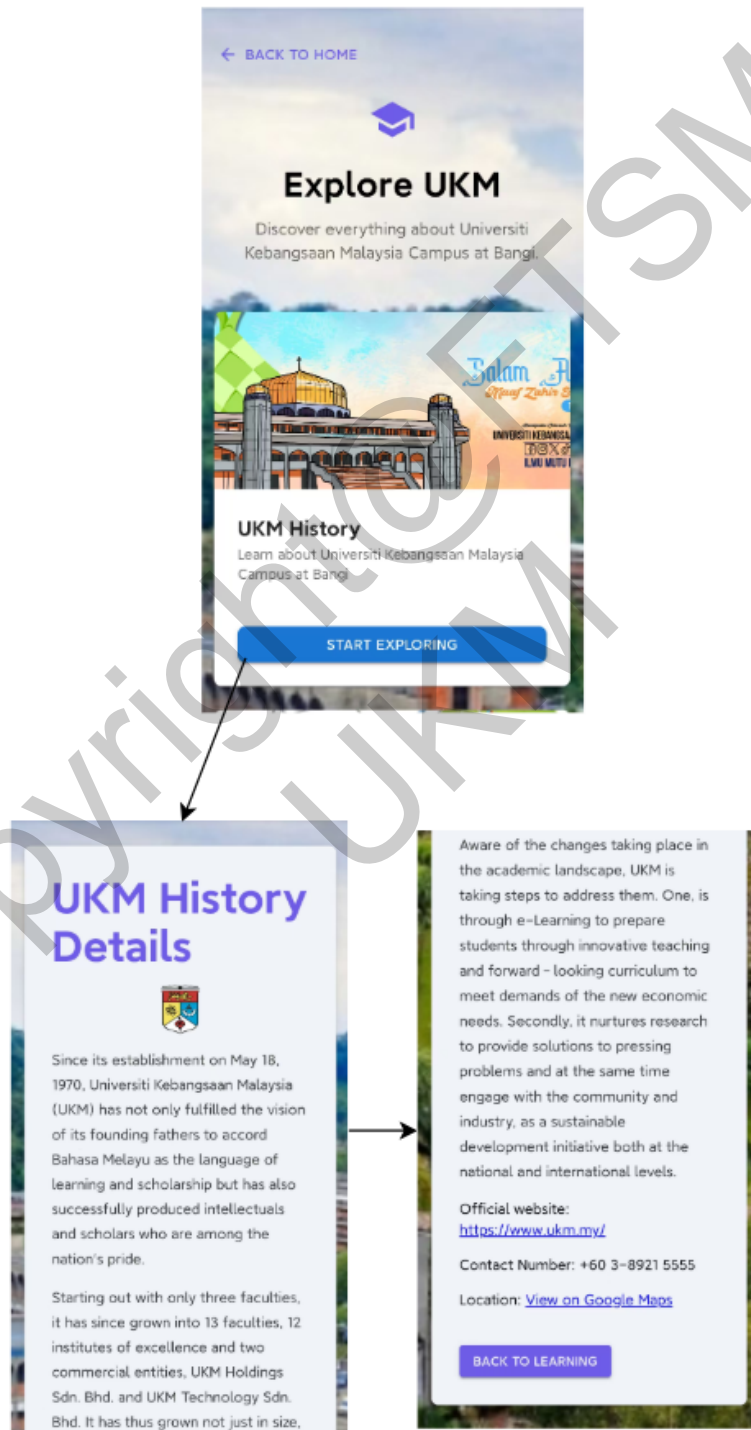 BACK TO HOME
Explore UKM
Discover everything about Universiti
Kebangsaan Malaysia Campus at Bangi.
Salam
Maaf Zahir
UNIVERSITI KEBANGSAA
ILMU MUTU
UKM History
Learn about Universiti Kebangsaan Malaysia
Campus at Bangi
START EXPLORING
UKM History
Details
Since its establishment on May 18,
1970, Universiti Kebangsaan Malaysia
(UKM) has not only fulfilled the vision
of its founding fathers to accord
Bahasa Melayu as the language of
learning and scholarship but has also
successfully produced intellectuals
and scholars who are among the
nation's pride.
Starting out with only three faculties,
it has since grown into 13 faculties, 12
institutes of excellence and two
commercial entities, UKM Holdings
Sdn. Bhd. and UKM Technology Sdn.
Bhd. It has thus grown not just in size,
Aware of the changes taking place in
the academic landscape, UKM is
taking steps to address them. One, is
through e-Learning to prepare
students through innovative teaching
and forward - looking curriculum to
meet demands of the new economic
needs. Secondly, it nurtures research
to provide solutions to pressing
problems and at the same time
engage with the community and
industry, as a sustainable
development initiative both at the
national and international levels.
Official website:
https://www.ukm.my/
Contact Number: +60 3-8921 5555
Location: View on Google Maps
BACK TO LEARNING
pyright@FTSM
UKM